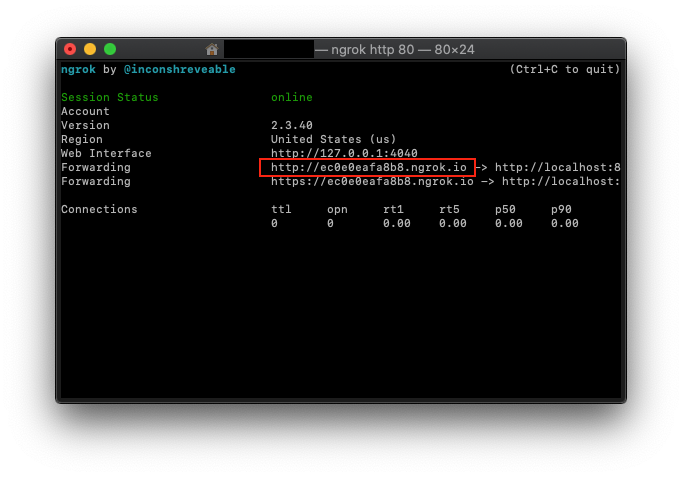 — ngrok http 80 — 80×24
ngrok by @inconshreveable (Ctrl+C to quit)
Session Status online
Account
Version 2.3.40
Region United States (us)
Web Interface http://127.0.0.1:4040
Forwarding http://ec0e0eafa8b8.ngrok.io -> http://localhost:8
Forwarding https://ec0e0eafa8b8.ngrok.io -> http://localhost:
Connections ttl opn rt1 rt5 p50 p90
0 0 0.00 0.00 0.00 0.00